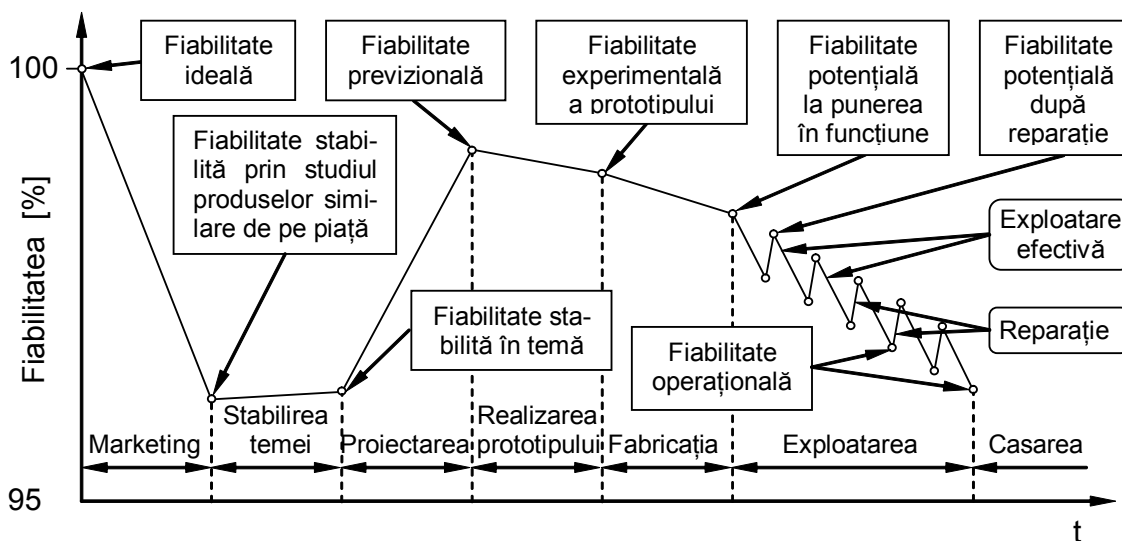 100
95
Fiabilitatea [%]
t
Fiabilitate
ideală
Fiabilitate
previzională
Fiabilitate
experimentală
a prototipului
Fiabilitate
potențială
la punerea
în funcțiune
Fiabilitate
potențială
după
reparație
Fiabilitate stabi-
lită prin studiul
produselor simi-
lare de pe piață
Exploatare
efectivă
Fiabilitate sta-
bilită în temă
Fiabilitate
operațională
Reparație
Marketing
Stabilirea
temei
Proiectarea
Realizarea
prototipului
Fabricația
Exploatarea
Casarea